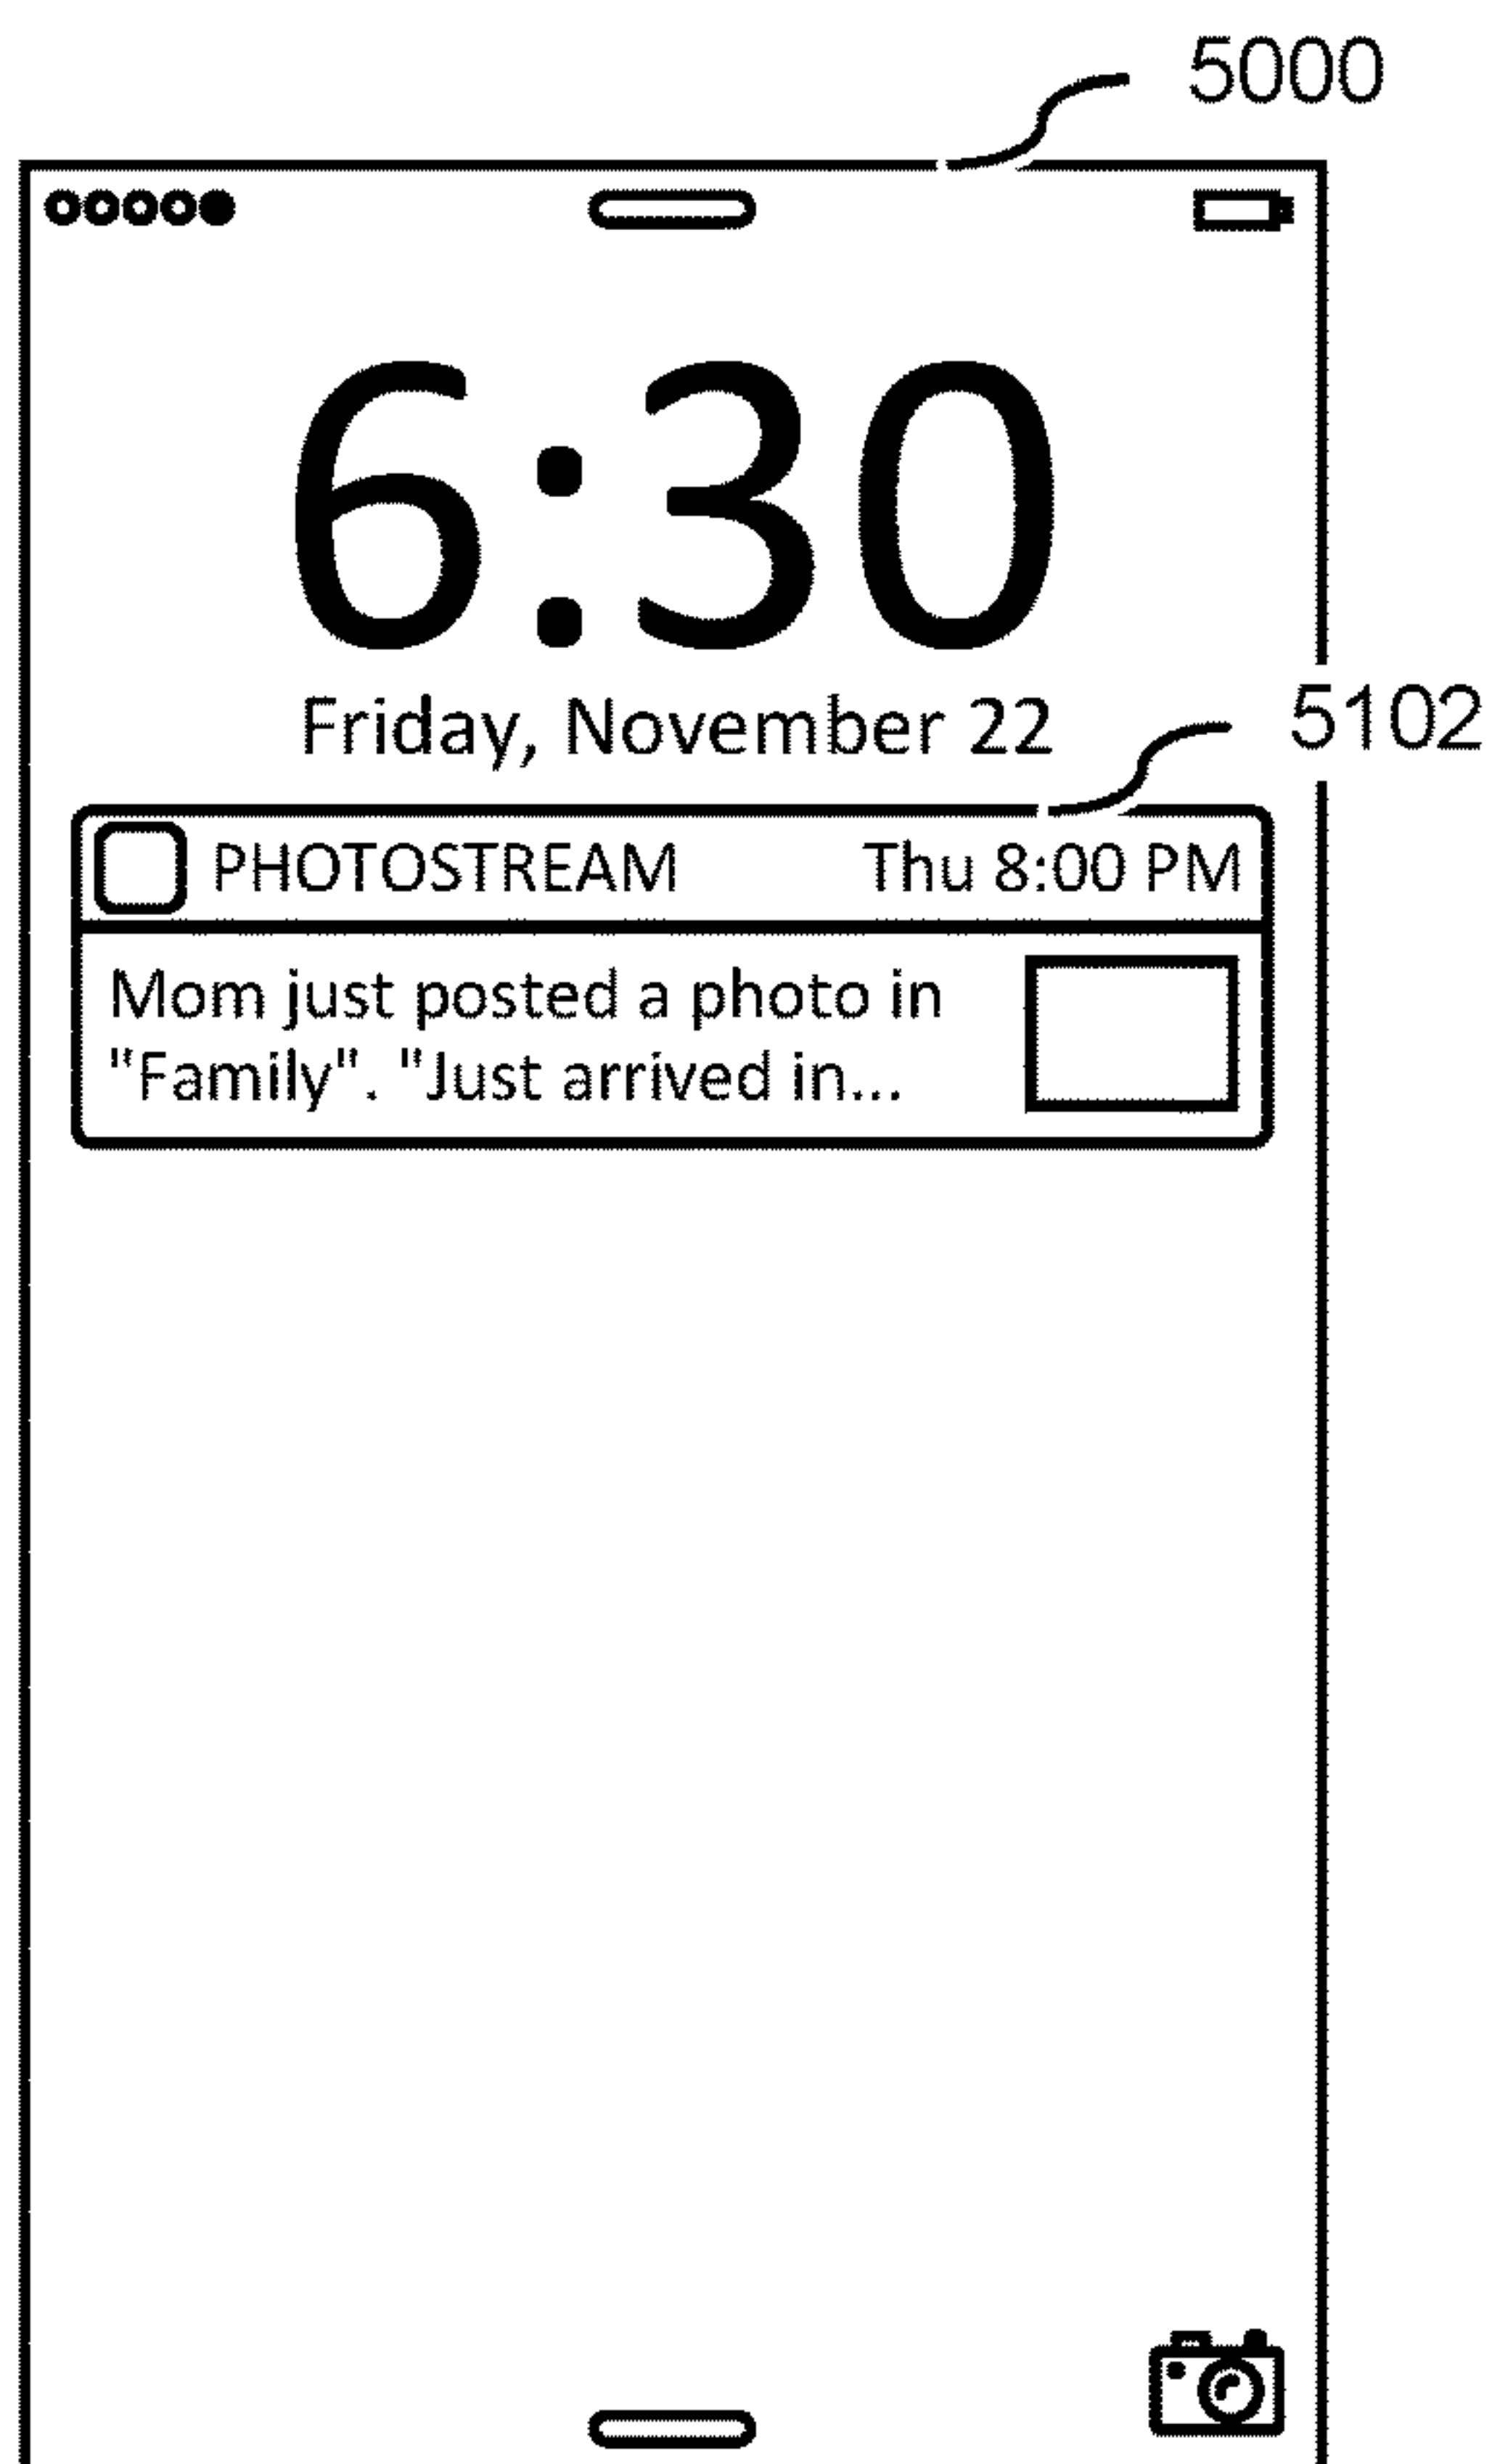 5000
6:30
Friday, November 22
5102
PHOTOSTREAM Thu 8:00 PM
Mom just posted a photo in
"Family". "Just arrived in...